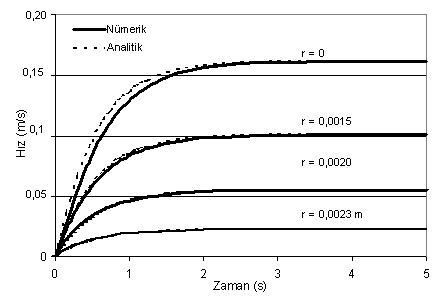 0,20
Nümerik
Analitik
r = 0
0,15
r = 0,0015
0,1
r = 0,0020
0,05
r = 0,0023 m
0
Hız (m/s)
0 1 2 3 4 5
Zaman (s)